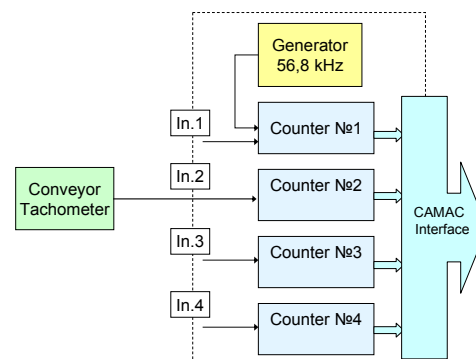 Generator
56,8 kHz
In.1
Counter №1
In.2
Conveyor
Tachometer
Counter №2
CAMAC
Interface
In.3
Counter №3
In.4
Counter №4